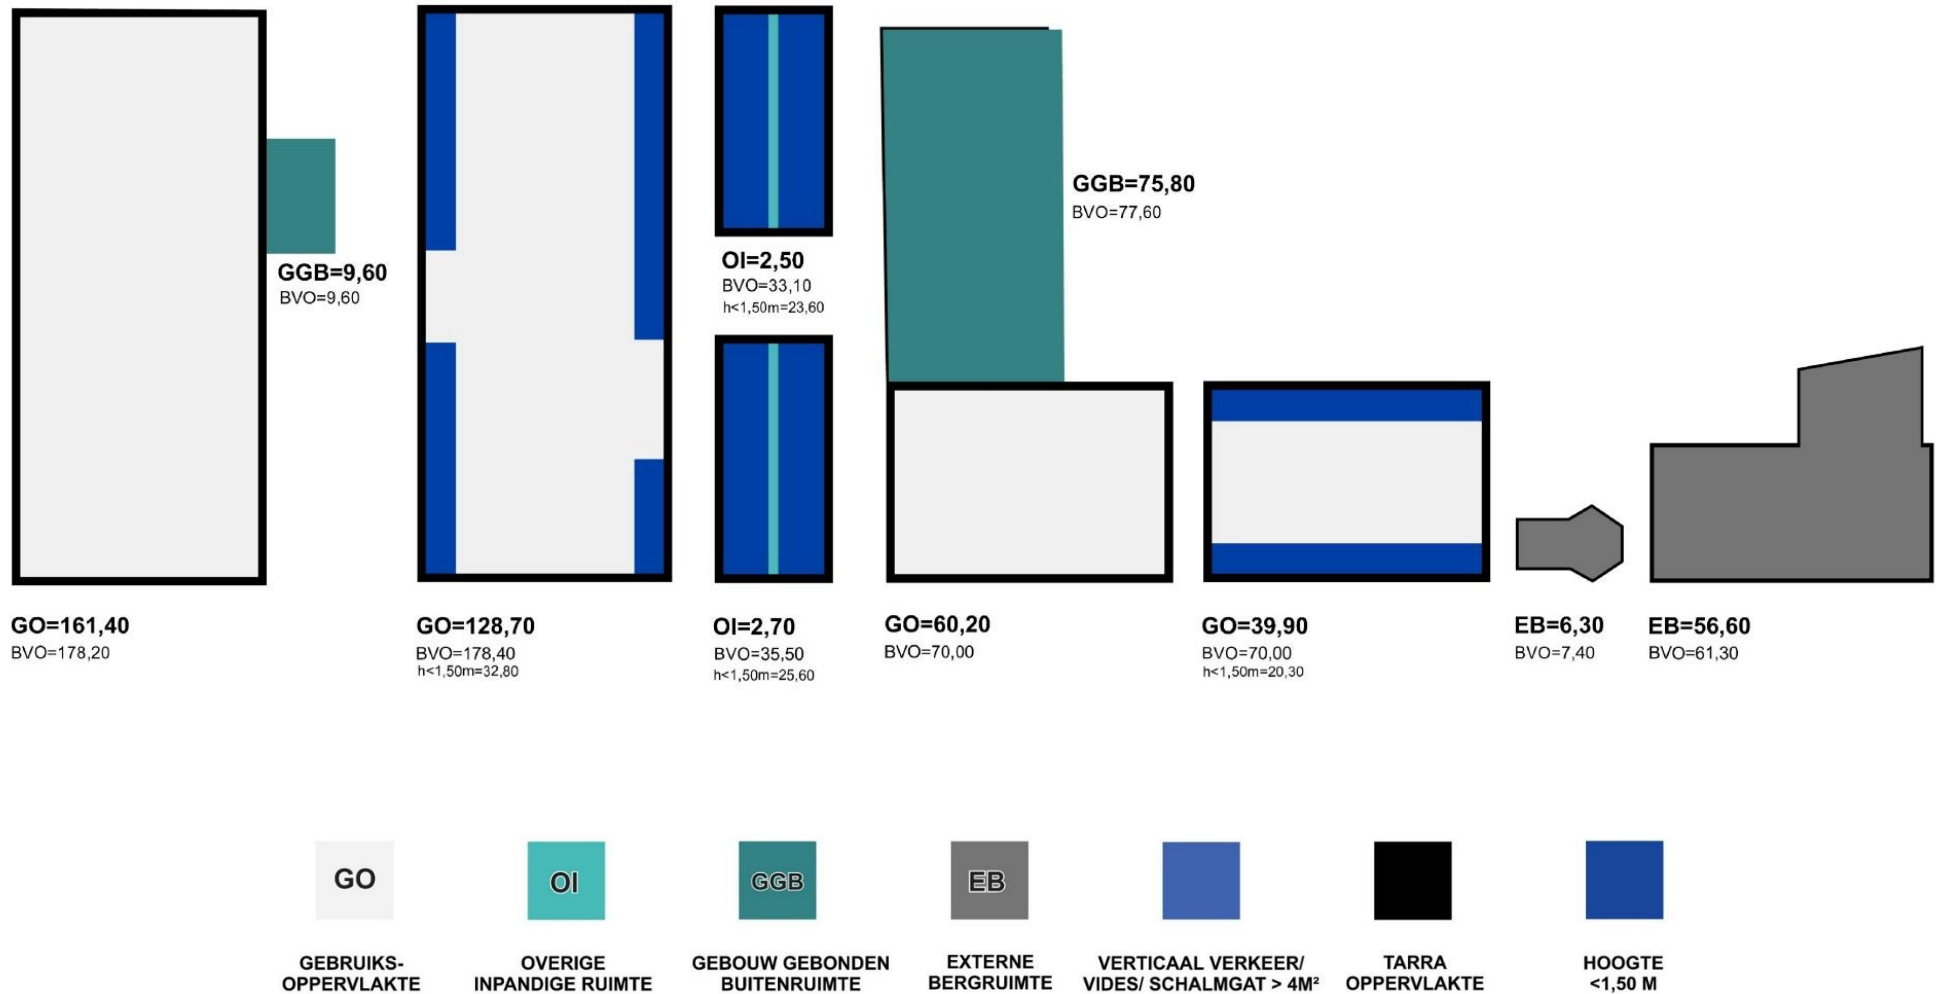 GGB=9,60
BVO=9,60
OI=2,50
BVO=33,10
h<1,50m=23,60
GGB=75,80
BVO=77,60
GO=161,40
BVO=178,20
GO=128,70
BVO=178,40
h<1,50m=32,80
OI=2,70
BVO=35,50
h<1,50m=25,60
GO=60,20
BVO=70,00
GO=39,90
BVO=70,00
h<1,50m=20,30
EB=6,30
BVO=7,40
EB=56,60
BVO=61,30
GO
GEBRUIKS-
OPPERVLAKTE
OI
OVERIGE
INPANDIGE RUIMTE
GGB
GEBOUW GEBONDEN
BUITENRUIMTE
EB
EXTERNE
BERGRUIMTE
VERTICAAL VERKEER/
VIDES/ SCHALMGAT > 4M²
TARRA
OPPERVLAKTE
HOOGTE
<1,50 M